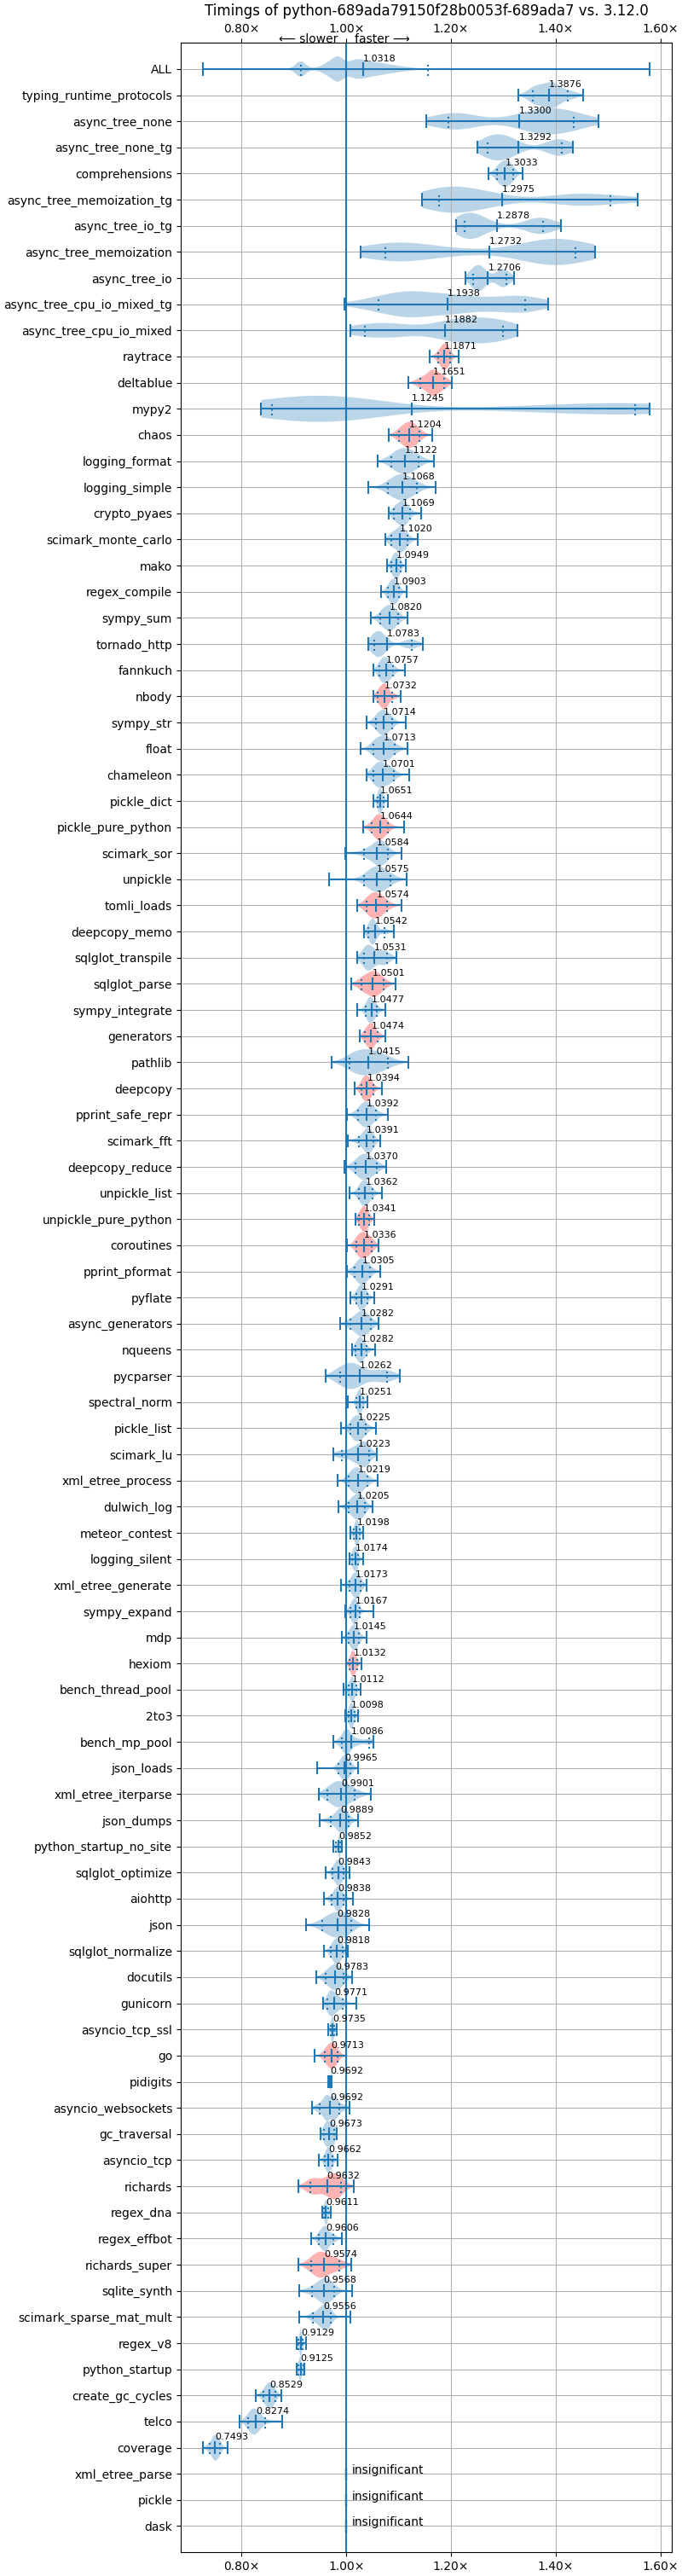 Timings of python-689ada79150f28b0053f-689ada7 vs. 3.12.0
0.80× 1.00× 1.20× 1.40× 1.60×
⟵ slower faster ⟶
ALL 1.0318
typing_runtime_protocols 1.3876
async_tree_none 1.3300
async_tree_none_tg 1.3292
comprehensions 1.3033
async_tree_memoization_tg 1.2975
async_tree_io_tg 1.2878
async_tree_memoization 1.2732
async_tree_io 1.2706
async_tree_cpu_io_mixed_tg 1.1938
async_tree_cpu_io_mixed 1.1882
raytrace 1.1871
deltablue 1.1651
mypy2 1.1245
chaos 1.1204
logging_format 1.1122
logging_simple 1.1068
crypto_pyaes 1.1069
scimark_monte_carlo 1.1020
mako 1.0949
regex_compile 1.0903
sympy_sum 1.0820
tornado_http 1.0783
fannkuch 1.0757
nbody 1.0732
sympy_str 1.0714
float 1.0713
chameleon 1.0701
pickle_dict 1.0651
pickle_pure_python 1.0644
scimark_sor 1.0584
unpickle 1.0575
tomli_loads 1.0574
deepcopy_memo 1.0542
sqlglot_transpile 1.0531
sqlglot_parse 1.0501
sympy_integrate 1.0477
generators 1.0474
pathlib 1.0415
deepcopy 1.0394
pprint_safe_repr 1.0392
scimark_fft 1.0391
deepcopy_reduce 1.0370
unpickle_list 1.0362
unpickle_pure_python 1.0341
coroutines 1.0336
pprint_pformat 1.0305
pyflate 1.0291
async_generators 1.0282
nqueens 1.0282
pycparser 1.0262
spectral_norm 1.0251
pickle_list 1.0225
scimark_lu 1.0223
xml_etree_process 1.0219
dulwich_log 1.0205
meteor_contest 1.0198
logging_silent 1.0174
xml_etree_generate 1.0173
sympy_expand 1.0167
mdp 1.0145
hexiom 1.0132
bench_thread_pool 1.0112
2to3 1.0098
bench_mp_pool 1.0086
json_loads 0.9965
xml_etree_iterparse 0.9901
json_dumps 0.9889
python_startup_no_site 0.9852
sqlglot_optimize 0.9843
aiohttp 0.9838
json 0.9828
sqlglot_normalize 0.9818
docutils 0.9783
gunicorn 0.9771
asyncio_tcp_ssl 0.9735
go 0.9713
pidigits 0.9692
asyncio_websockets 0.9692
gc_traversal 0.9673
asyncio_tcp 0.9662
richards 0.9632
regex_dna 0.9611
regex_effbot 0.9606
richards_super 0.9574
sqlite_synth 0.9568
scimark_sparse_mat_mult 0.9556
regex_v8 0.9129
python_startup 0.9125
create_gc_cycles 0.8529
telco 0.8274
coverage 0.7493
xml_etree_parse insignificant
pickle insignificant
dask insignificant
0.80× 1.00× 1.20× 1.40× 1.60×